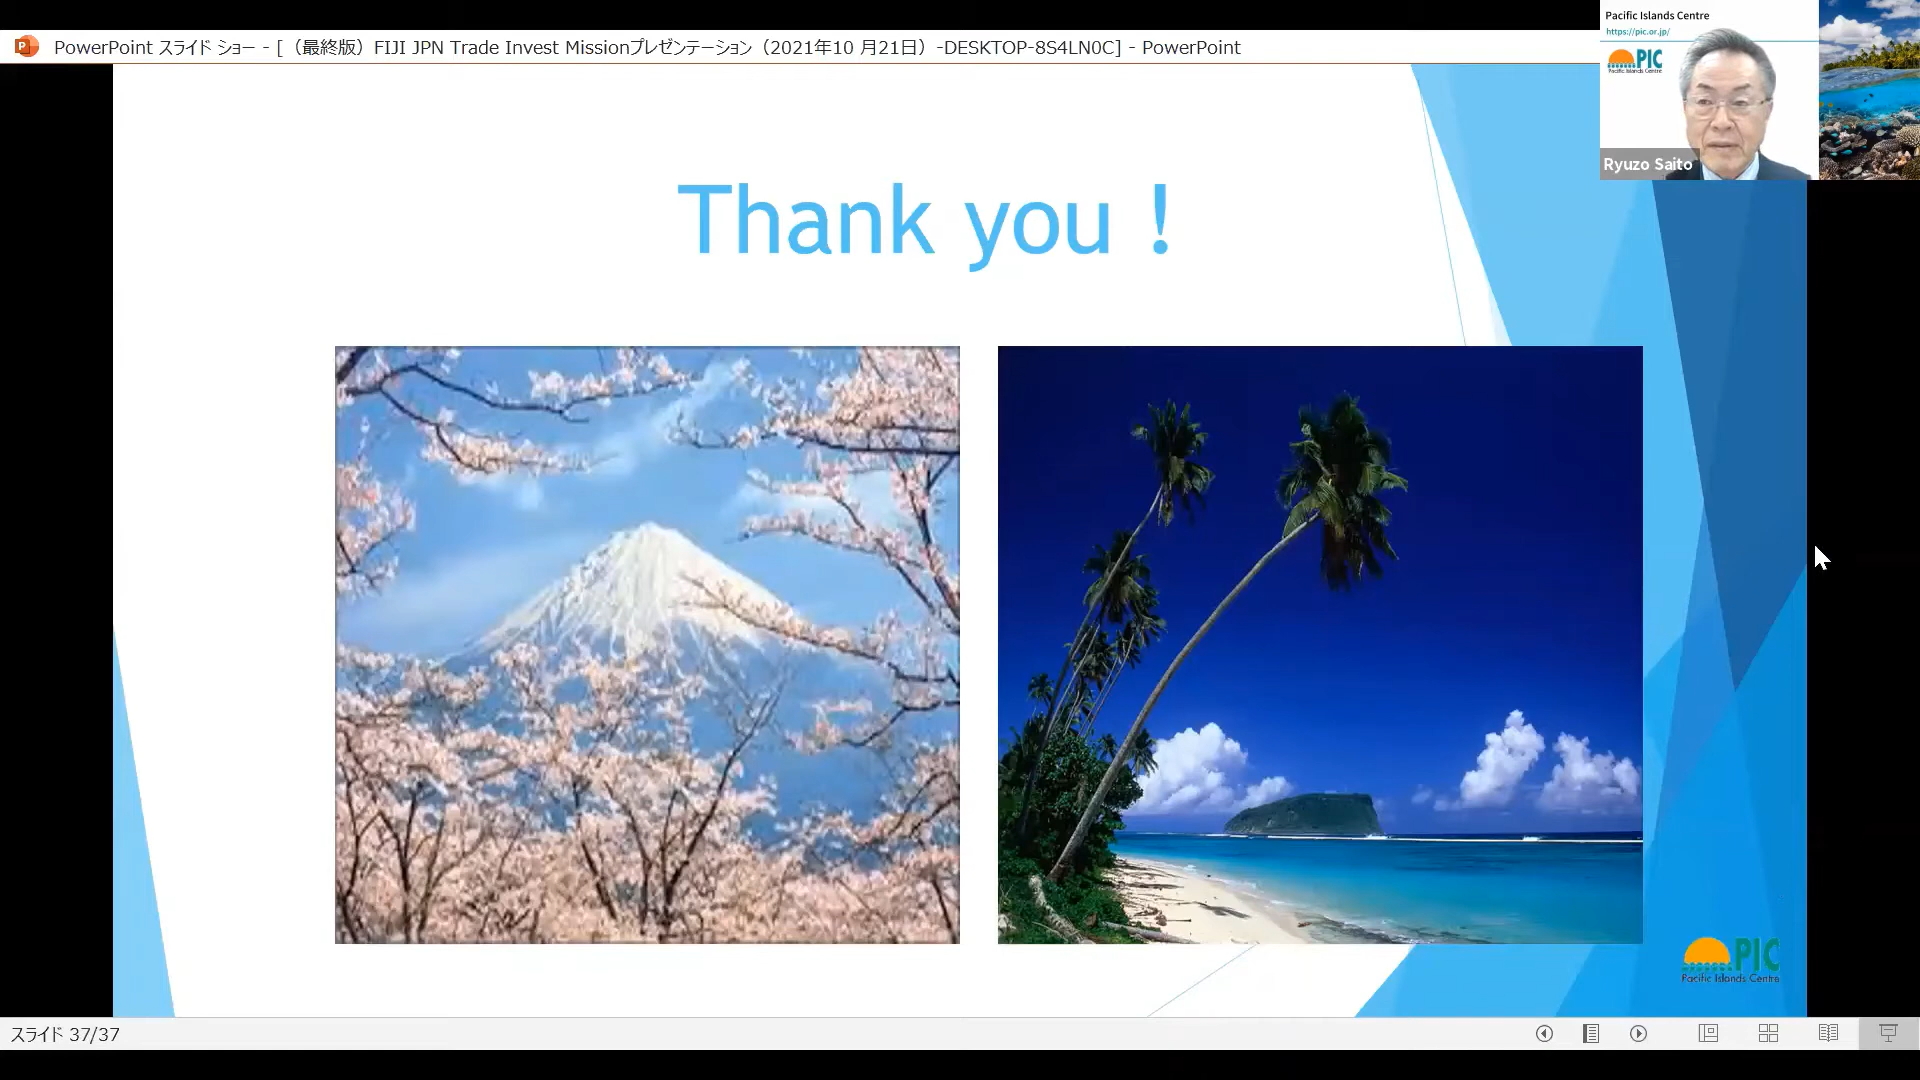 PowerPoint スライド ショー - [（最終版）FIJI JPN Trade Invest Missionプレゼンテーション（2021年10 月21日）-DESKTOP-8S4LN0C] - PowerPoint
Pacific Islands Centre
https://pic.or.jp/
PIC
Pacific Islands Centre
Ryuzo Saito
Thank you！
PIC
Pacific Islands Centre
スライド 37/37